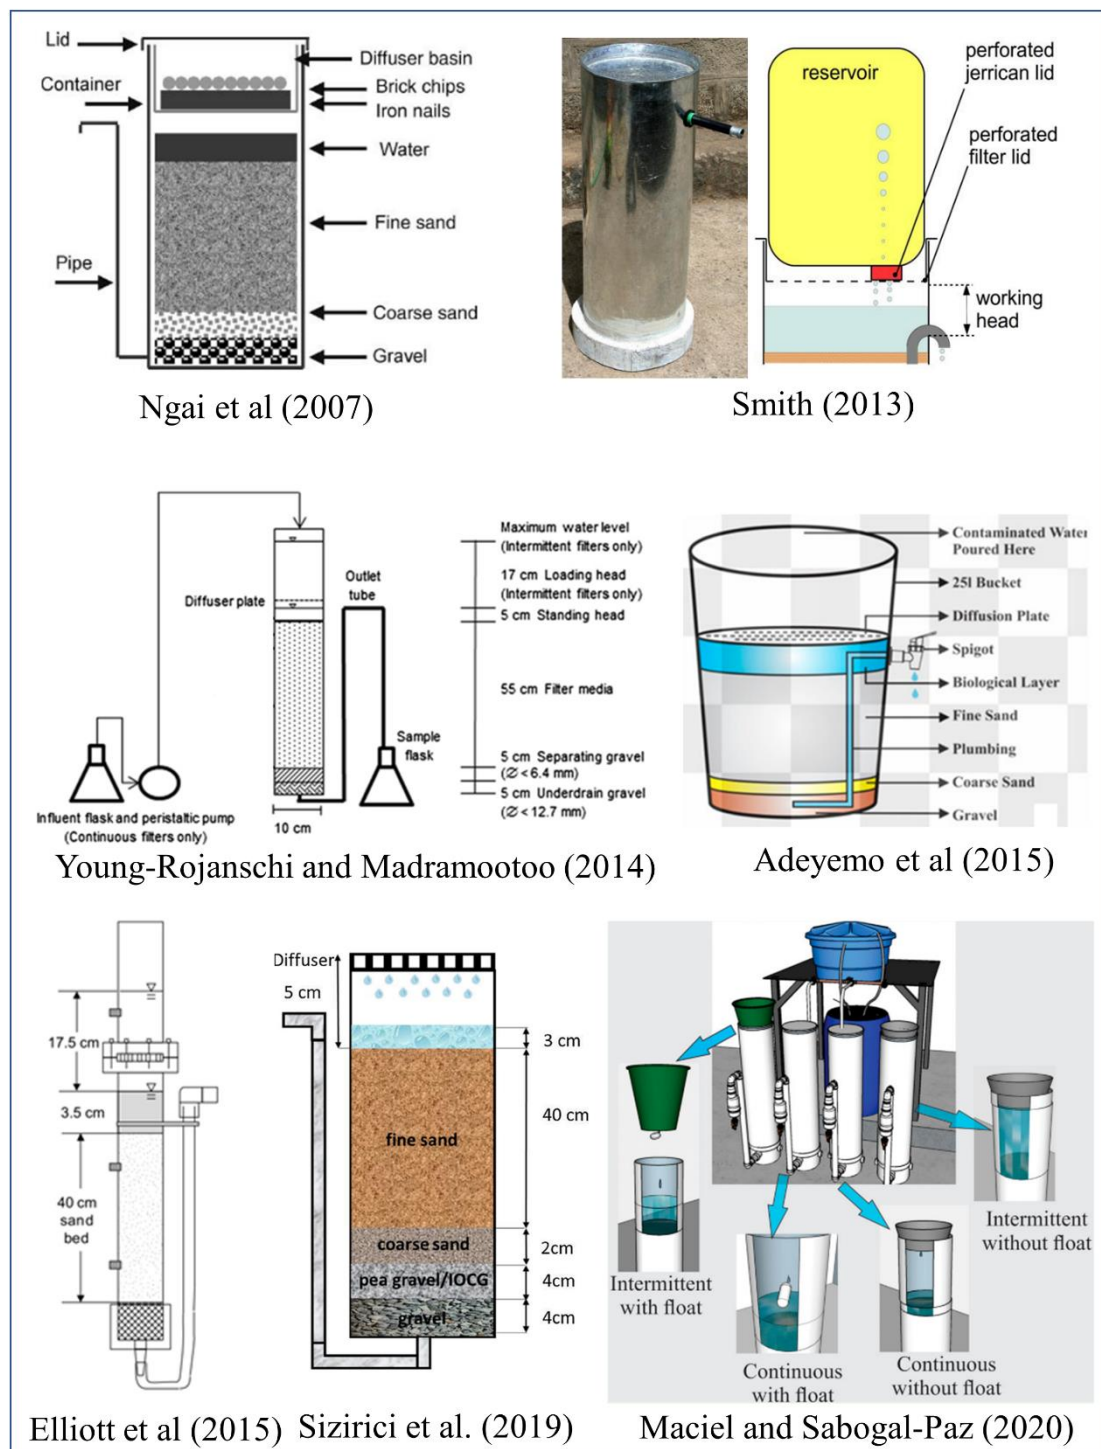 Lid
Container
Pipe
Diffuser basin
Brick chips
Iron nails
Water
Fine sand
Coarse sand
Gravel
Ngai et al (2007)
reservoir
perforated
jerrican lid
perforated
filter lid
working
head
Smith (2013)
Diffuser plate
Outlet
tube
Sample
flask
Influent flask and peristaltic pump
(Continuous filters only)
10 cm
Maximum water level
(Intermittent filters only)
17 cm Loading head
(Intermittent filters only)
5 cm Standing head
55 cm Filter media
5 cm Separating gravel
(∅ < 6.4 mm)
5 cm Underdrain gravel
(∅ < 12.7 mm)
Young-Rojanschi and Madramootoo (2014)
Contaminated Water
Poured Here
25l Bucket
Diffusion Plate
Spigot
Biological Layer
Fine Sand
Plumbing
Coarse Sand
Gravel
Adeyemo et al (2015)
17.5 cm
3.5 cm
40 cm
sand
bed
Elliott et al (2015)
Diffuser
5 cm
3 cm
fine sand
40 cm
coarse sand
2cm
pea gravel/IOCG
4cm
gravel
4cm
Sizirici et al. (2019)
Intermittent
with float
Continuous
with float
Continuous
without float
Intermittent
without float
Maciel and Sabogal-Paz (2020)